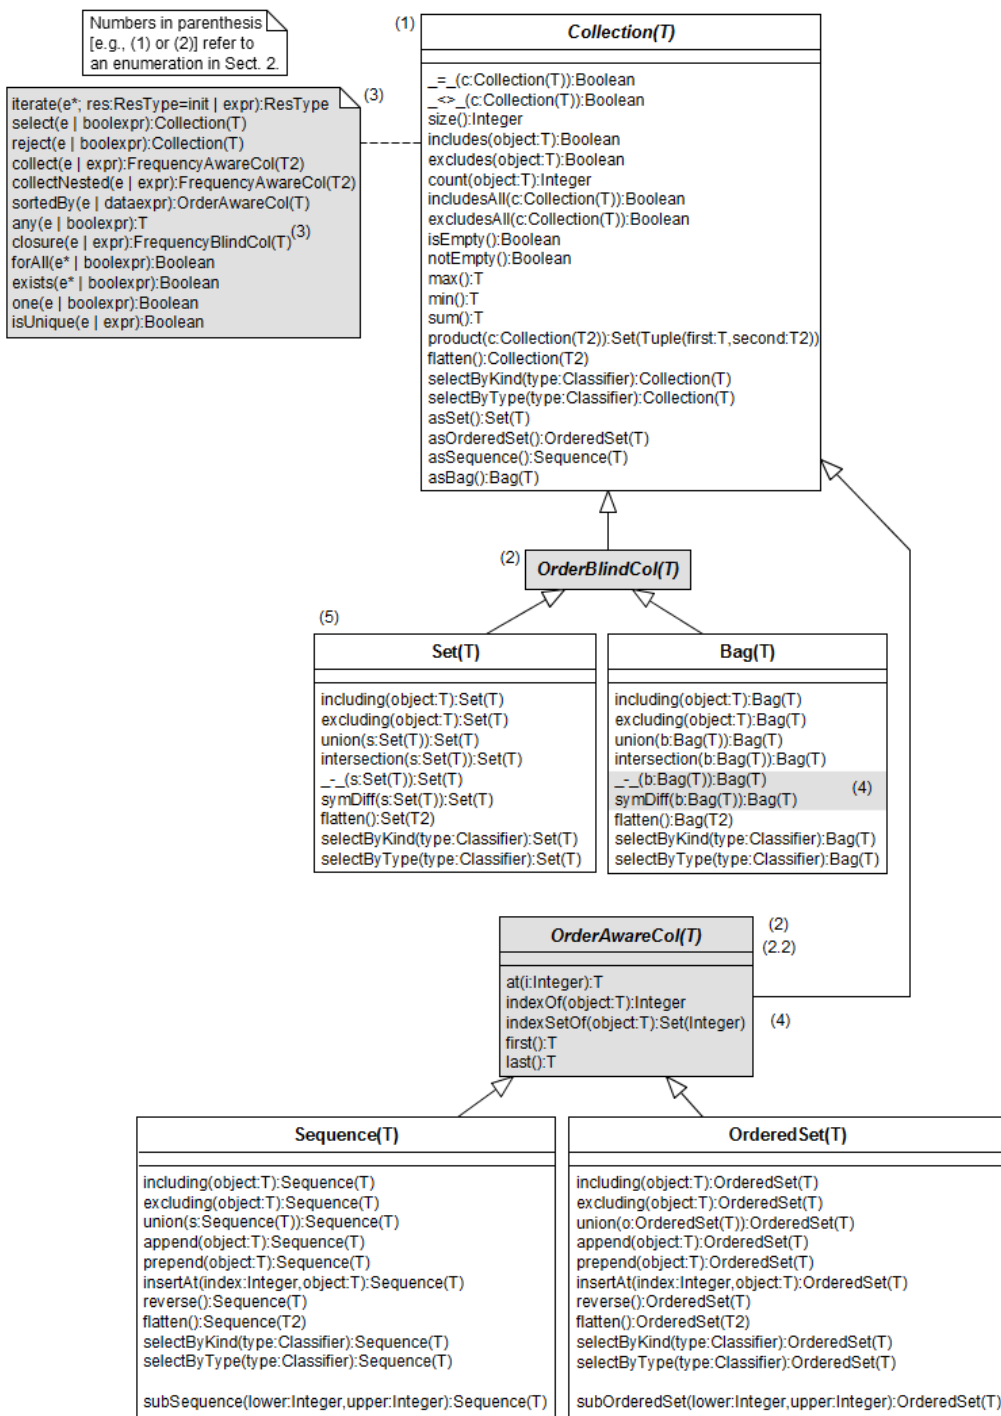 Numbers in parenthesis
[e.g., (1) or (2)] refer to
an enumeration in Sect. 2.
(3)
iterate(e*; res:ResType=init | expr):ResType
select(e | boolexpr):Collection(T)
reject(e | boolexpr):Collection(T)
collect(e | expr):FrequencyAwareCol(T2)
collectNested(e | expr):FrequencyAwareCol(T2)
sortedBy(e | dataexpr):OrderAwareCol(T)
any(e | boolexpr):T
closure(e | expr):FrequencyBlindCol(T) (3)
forAll(e* | boolexpr):Boolean
exists(e* | boolexpr):Boolean
one(e | boolexpr):Boolean
isUnique(e | expr):Boolean
(1)
Collection(T)
_=_(c:Collection(T)):Boolean
_<>_(c:Collection(T)):Boolean
size():Integer
includes(object:T):Boolean
excludes(object:T):Boolean
count(object:T):Integer
includesAll(c:Collection(T)):Boolean
excludesAll(c:Collection(T)):Boolean
isEmpty():Boolean
notEmpty():Boolean
max():T
min():T
sum():T
product(c:Collection(T2)):Set(Tuple(first:T,second:T2))
flatten():Collection(T2)
selectByKind(type:Classifier):Collection(T)
selectByType(type:Classifier):Collection(T)
asSet():Set(T)
asOrderedSet():OrderedSet(T)
asSequence():Sequence(T)
asBag():Bag(T)
(2)
OrderBlindCol(T)
(5)
Set(T)
including(object:T):Set(T)
excluding(object:T):Set(T)
union(s:Set(T)):Set(T)
intersection(s:Set(T)):Set(T)
_-_(s:Set(T)):Set(T)
symDiff(s:Set(T)):Set(T)
flatten():Set(T2)
selectByKind(type:Classifier):Set(T)
selectByType(type:Classifier):Set(T)
Bag(T)
including(object:T):Bag(T)
excluding(object:T):Bag(T)
union(b:Bag(T)):Bag(T)
intersection(b:Bag(T)):Bag(T)
_-_(b:Bag(T)):Bag(T)
(4)
symDiff(b:Bag(T)):Bag(T)
flatten():Bag(T2)
selectByKind(type:Classifier):Bag(T)
selectByType(type:Classifier):Bag(T)
OrderAwareCol(T)
(2)
(2.2)
at(i:Integer):T
indexOf(object:T):Integer
indexSetOf(object:T):Set(Integer)
(4)
first():T
last():T
Sequence(T)
including(object:T):Sequence(T)
excluding(object:T):Sequence(T)
union(s:Sequence(T)):Sequence(T)
append(object:T):Sequence(T)
prepend(object:T):Sequence(T)
insertAt(index:Integer,object:T):Sequence(T)
reverse():Sequence(T)
flatten():Sequence(T2)
selectByKind(type:Classifier):Sequence(T)
selectByType(type:Classifier):Sequence(T)
subSequence(lower:Integer,upper:Integer):Sequence(T)
OrderedSet(T)
including(object:T):OrderedSet(T)
excluding(object:T):OrderedSet(T)
union(o:OrderedSet(T)):OrderedSet(T)
append(object:T):OrderedSet(T)
prepend(object:T):OrderedSet(T)
insertAt(index:Integer,object:T):OrderedSet(T)
reverse():OrderedSet(T)
flatten():OrderedSet(T2)
selectByKind(type:Classifier):OrderedSet(T)
selectByType(type:Classifier):OrderedSet(T)
subOrderedSet(lower:Integer,upper:Integer):OrderedSet(T)